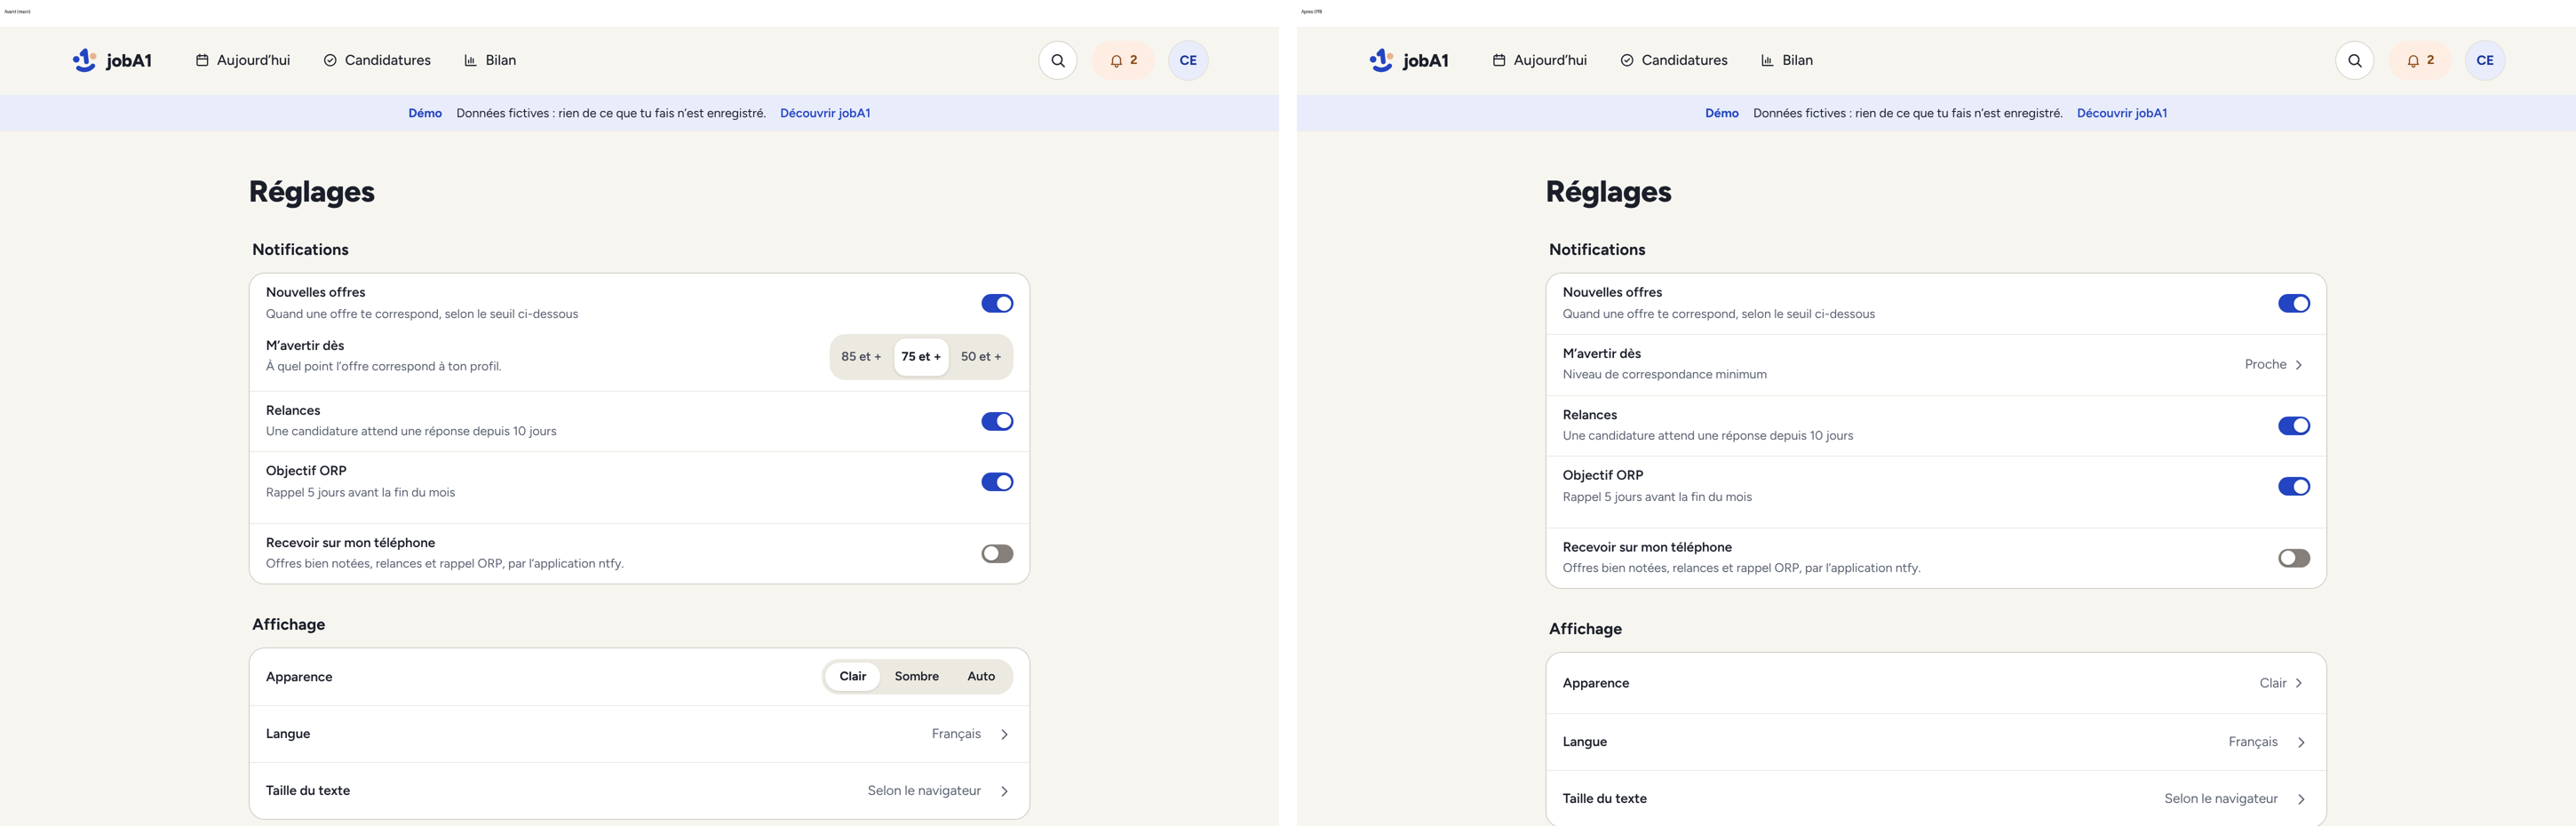 Avant (main)
jobA1 Aujourd’hui Candidatures Bilan 2 CE
Démo Données fictives : rien de ce que tu fais n’est enregistré. Découvrir jobA1
Réglages
Notifications
Nouvelles offres
Quand une offre te correspond, selon le seuil ci-dessous
M’avertir dès
À quel point l’offre correspond à ton profil.
85 et + 75 et + 50 et +
Relances
Une candidature attend une réponse depuis 10 jours
Objectif ORP
Rappel 5 jours avant la fin du mois
Recevoir sur mon téléphone
Offres bien notées, relances et rappel ORP, par l’application ntfy.
Affichage
Apparence Clair Sombre Auto
Langue Français
Taille du texte Selon le navigateur
Apres (PR)
jobA1 Aujourd’hui Candidatures Bilan 2 CE
Démo Données fictives : rien de ce que tu fais n’est enregistré. Découvrir jobA1
Réglages
Notifications
Nouvelles offres
Quand une offre te correspond, selon le seuil ci-dessous
M’avertir dès
Niveau de correspondance minimum
Proche
Relances
Une candidature attend une réponse depuis 10 jours
Objectif ORP
Rappel 5 jours avant la fin du mois
Recevoir sur mon téléphone
Offres bien notées, relances et rappel ORP, par l’application ntfy.
Affichage
Apparence Clair
Langue Français
Taille du texte Selon le navigateur